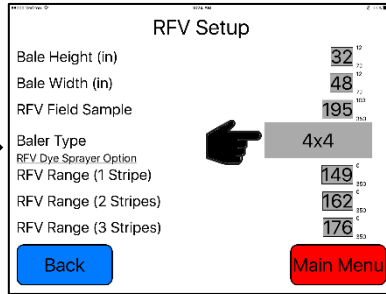 RFV Setup
Bale Height (in) 32 12 72
Bale Width (in) 48 12 72
RFV Field Sample 195 103 350
Baler Type 4x4
RFV Dye Sprayer Option
RFV Range (1 Stripe) 149 0 350
RFV Range (2 Stripes) 162 0 350
RFV Range (3 Stripes) 176 0 350
Back Main Menu